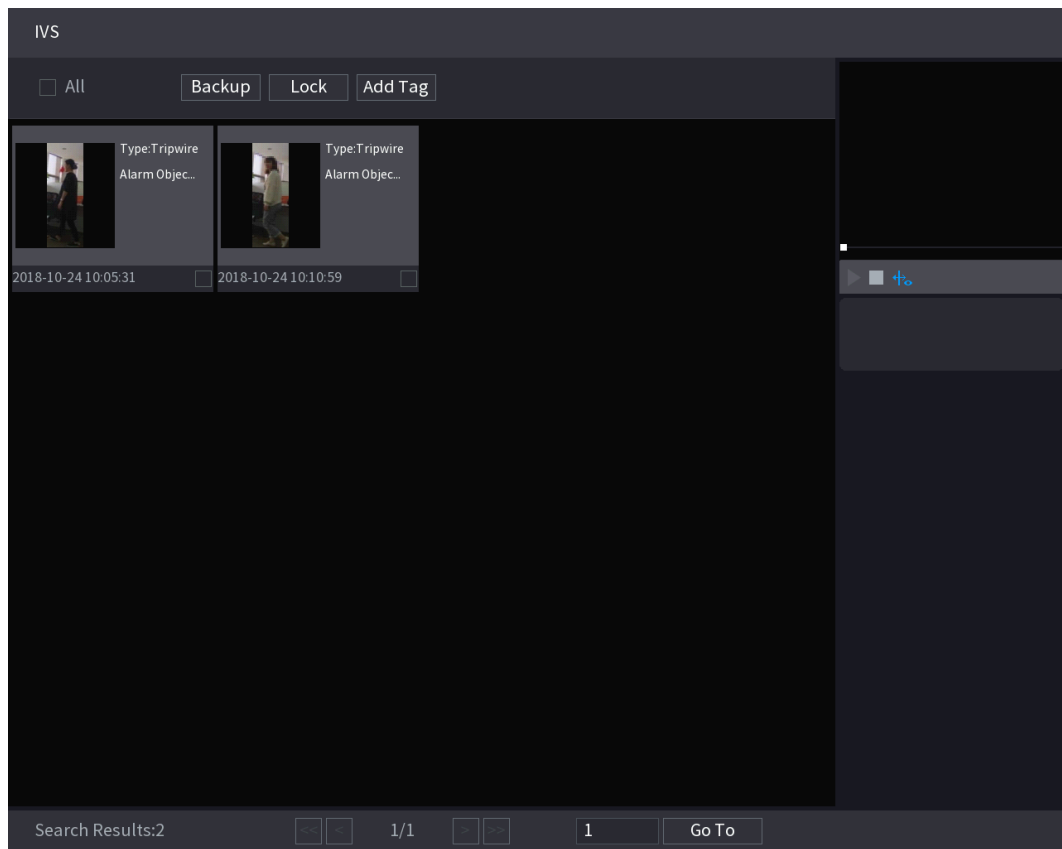 IVS
All Backup Lock Add Tag
Type:Tripwire
Alarm Objec...
2018-10-24 10:05:31
Type:Tripwire
Alarm Objec...
2018-10-24 10:10:59
Search Results:2 << < 1/1 > >> 1 Go To